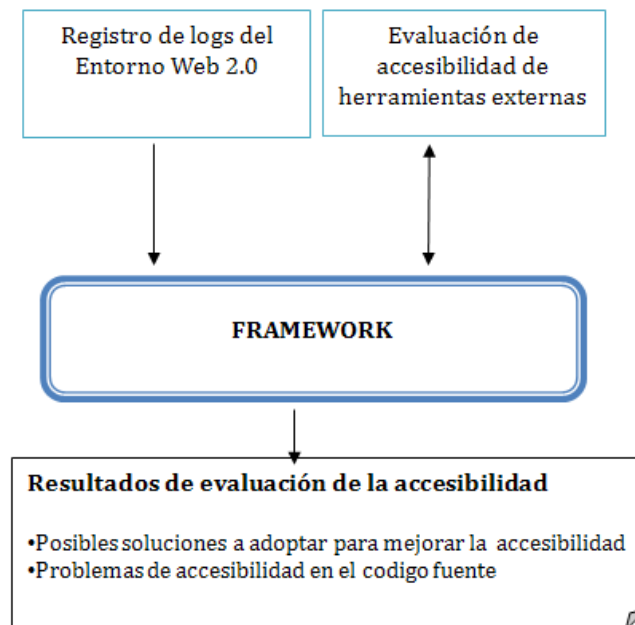 Registro de logs del
Entorno Web 2.0
Evaluación de
accesibilidad de
herramientas externas
FRAMEWORK
Resultados de evaluación de la accesibilidad
•Posibles soluciones a adoptar para mejorar la accesibilidad
•Problemas de accesibilidad en el codigo fuente